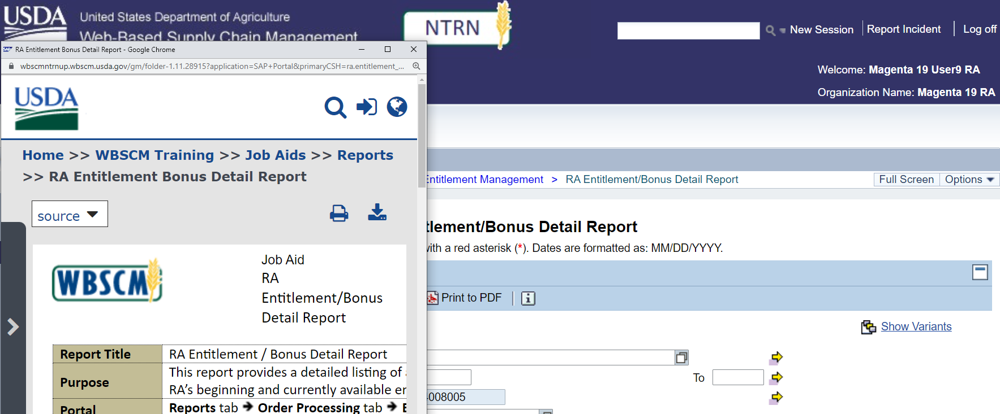 USDA
United States Department of Agriculture
Web-Based Supply Chain Management
NTRN
New Session
Report Incident
Log off
Welcome: Magenta 19 User9 RA
Organization Name: Magenta 19 RA
RA Entitlement Bonus Detail Report - Google Chrome
wbscmntrnup.wbscm.usda.gov/gm/folder-1.11.28915?application=SAP+Portal&primaryCSH=ra.entitlement_...
USDA
Home >> WBSCM Training >> Job Aids >> Reports
>> RA Entitlement Bonus Detail Report
source
WBSCM
Job Aid
RA
Entitlement/Bonus
Detail Report
Report Title
RA Entitlement / Bonus Detail Report
Purpose
This report provides a detailed listing of
RA's beginning and currently available
Portal
Reports tab ➔ Order Processing tab ➔
Entitlement Management > RA Entitlement/Bonus Detail Report
Full Screen
Options
tlement/Bonus Detail Report
with a red asterisk (*). Dates are formatted as: MM/DD/YYYY.
Print to PDF
Show Variants
To
008005